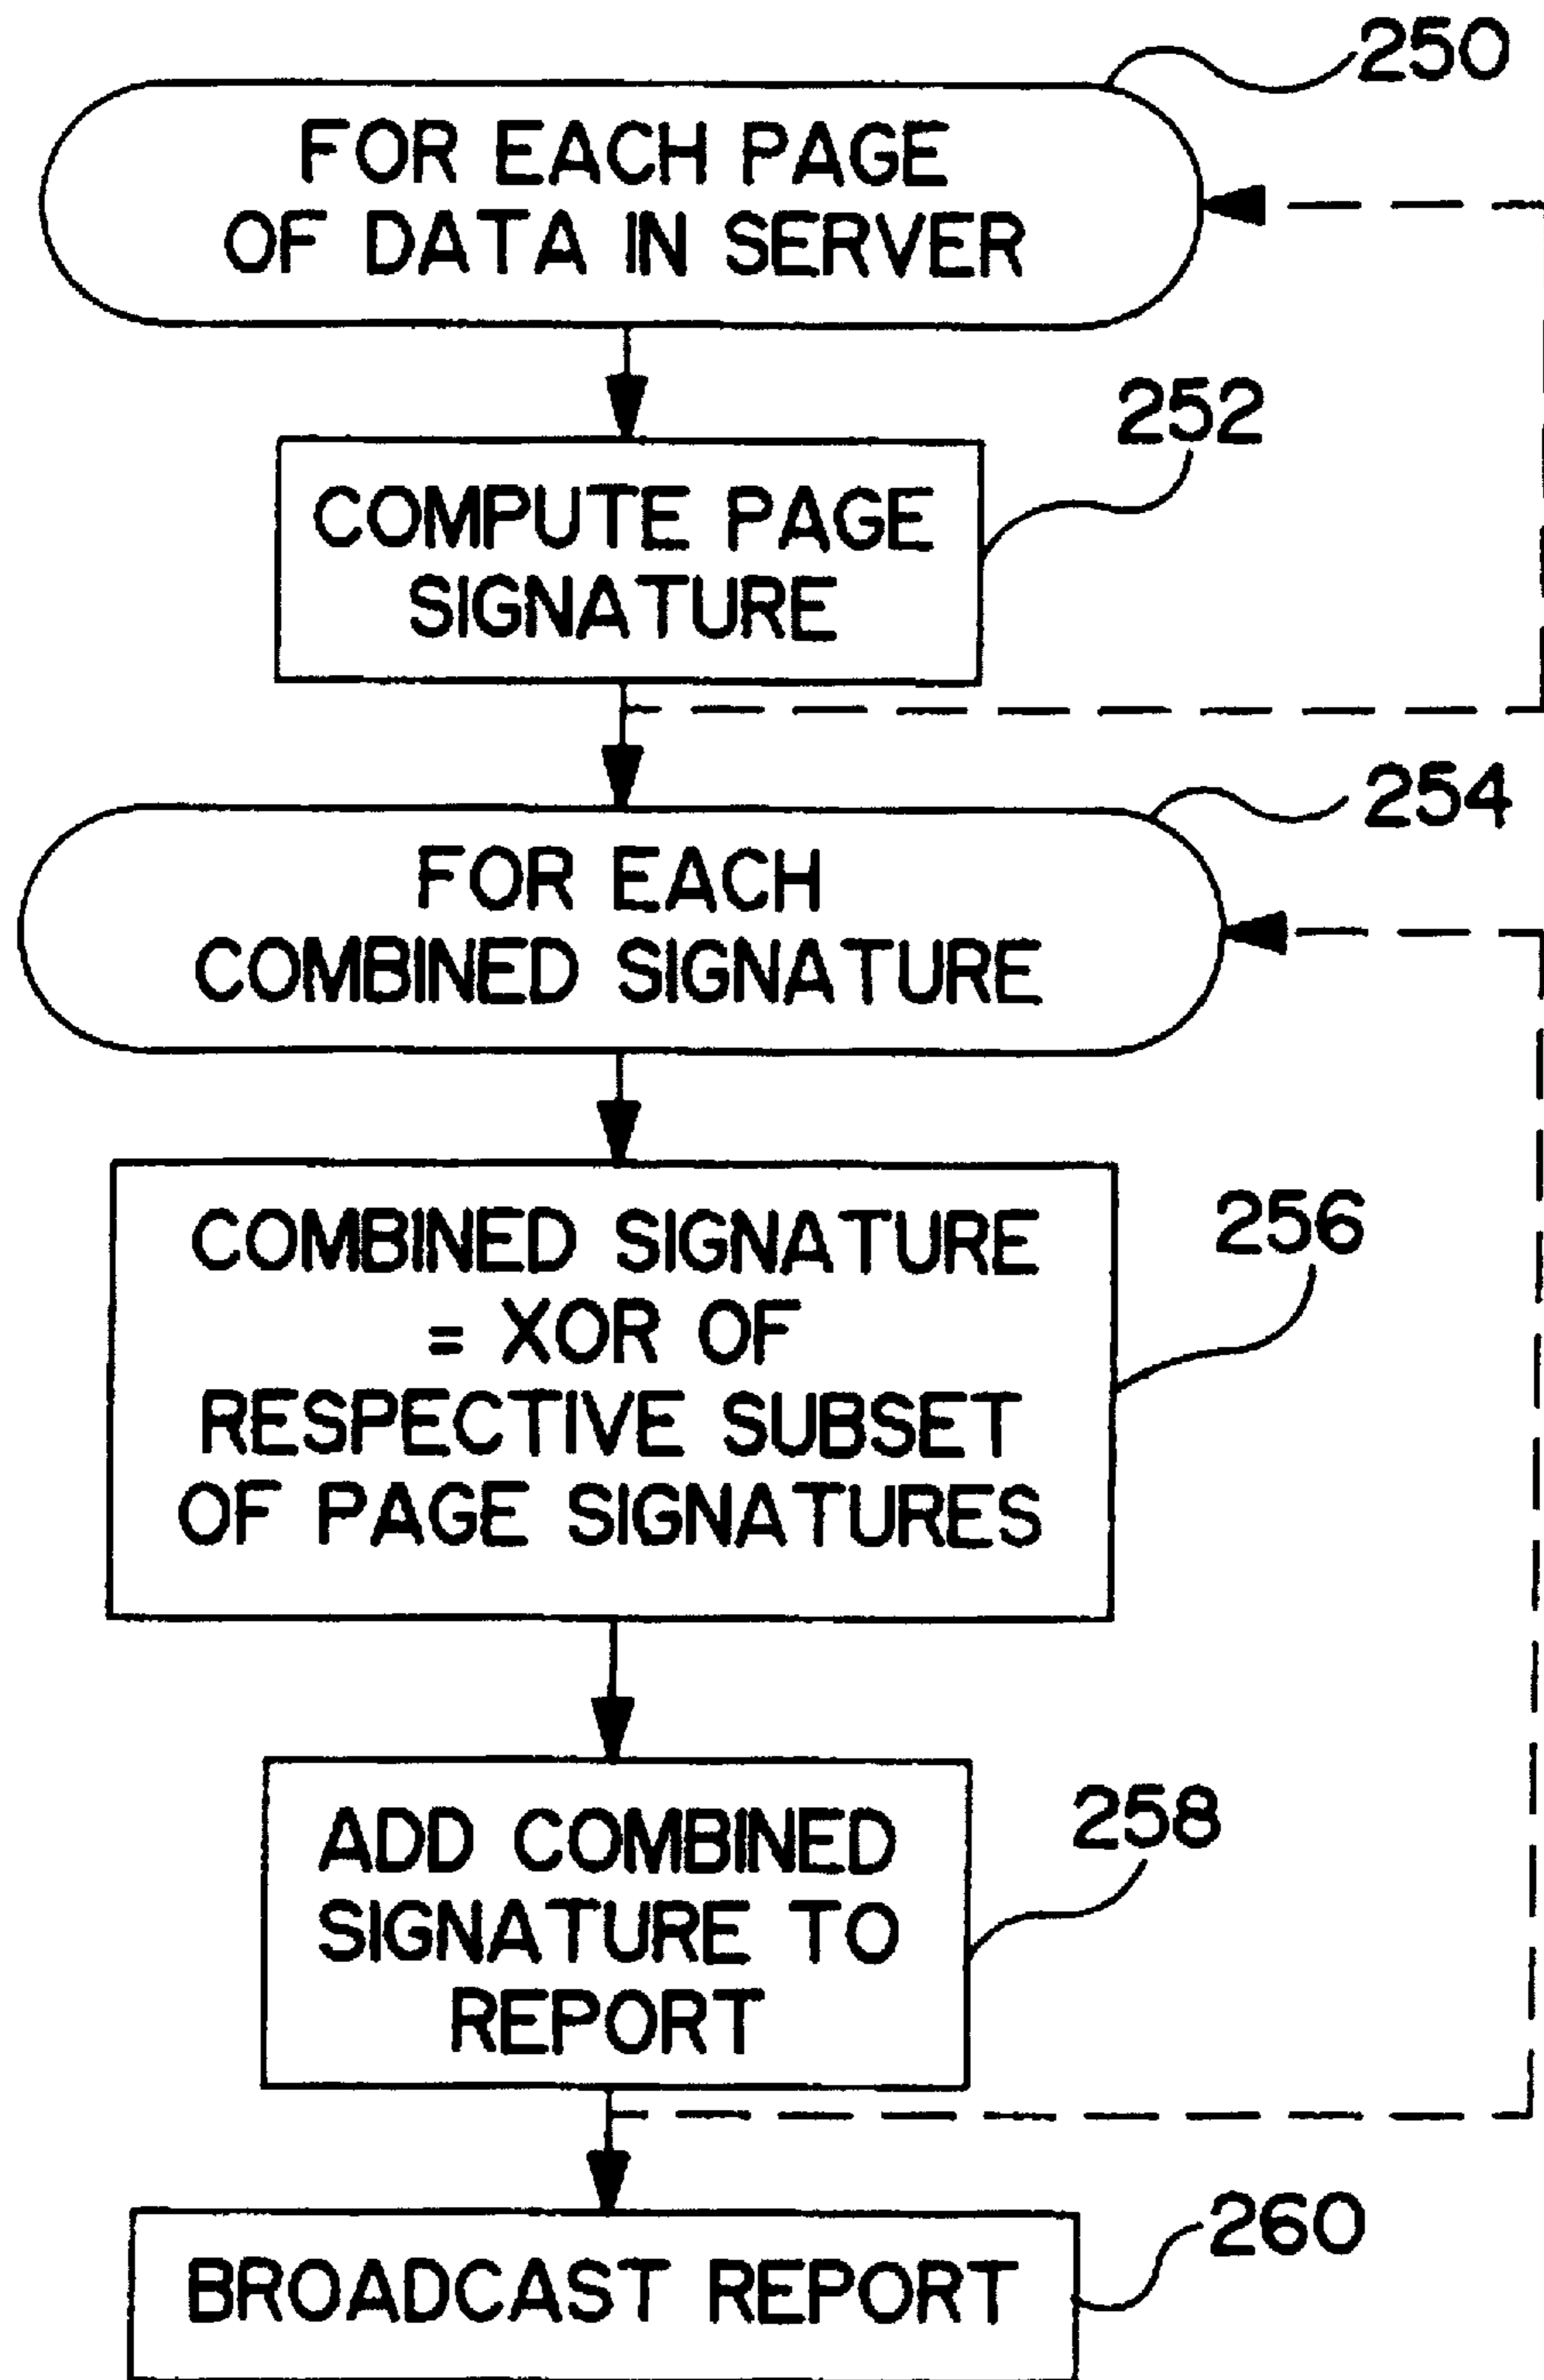 250
FOR EACH PAGE
OF DATA IN SERVER
252
COMPUTE PAGE
SIGNATURE
254
FOR EACH
COMBINED SIGNATURE
256
COMBINED SIGNATURE
= XOR OF
RESPECTIVE SUBSET
OF PAGE SIGNATURES
258
ADD COMBINED
SIGNATURE TO
REPORT
260
BROADCAST REPORT